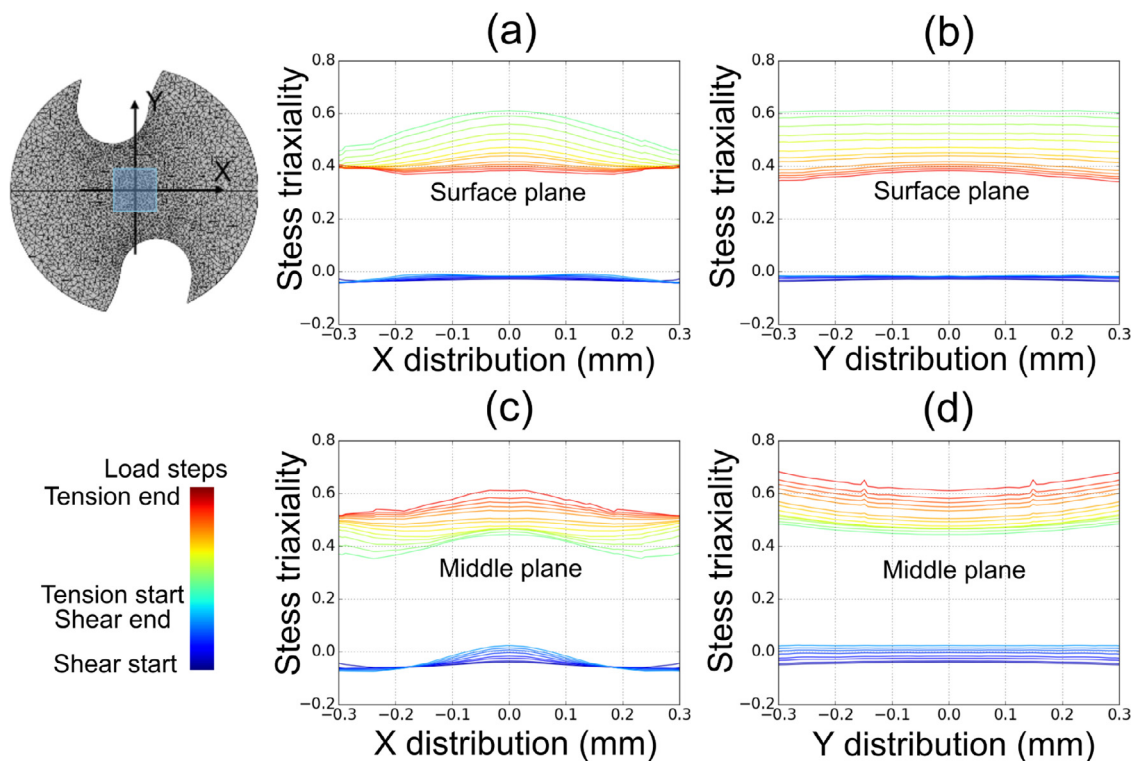 (a)
(b)
Y
X
Stess triaxiality
0.8
0.6
0.4
0.2
0.0
−0.2
Surface plane
−0.3
−0.2
−0.1
0.0
0.1
0.2
0.3
X distribution (mm)
Stess triaxiality
0.8
0.6
0.4
0.2
0.0
−0.2
Surface plane
−0.3
−0.2
−0.1
0.0
0.1
0.2
0.3
Y distribution (mm)
(c)
(d)
Load steps
Tension end
Tension start
Shear end
Shear start
Stess triaxiality
0.8
0.6
0.4
0.2
0.0
−0.2
Middle plane
−0.3
−0.2
−0.1
0.0
0.1
0.2
0.3
X distribution (mm)
Stess triaxiality
0.8
0.6
0.4
0.2
0.0
−0.2
Middle plane
−0.3
−0.2
−0.1
0.0
0.1
0.2
0.3
Y distribution (mm)